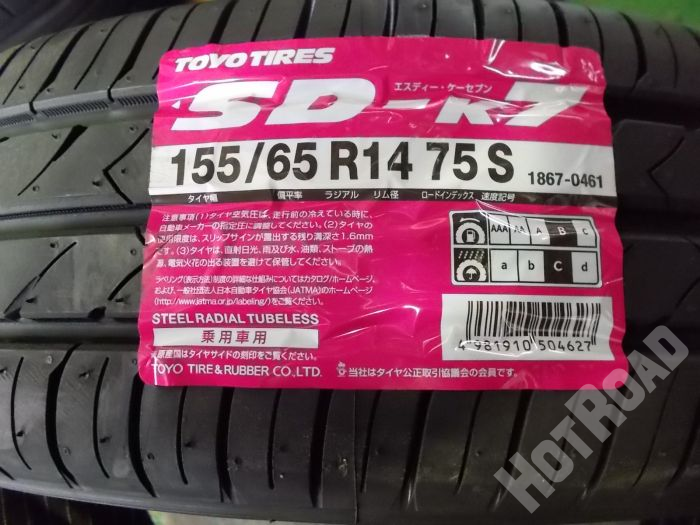 TOYO TIRES
エスディー・ケーセブン
SD-K7
155/65 R14 75 S 1867-0461
タイヤ幅 偏平率 ラジアル リム径 ロードインデックス 速度記号
注意事項(1)タイヤ空気圧は、走行前の冷えている時に、
自動車メーカーの指定圧に調整してください。(2)タイヤの
使用限度は、スリップサインが露出する残り溝深さ1.6mm
です。(3)タイヤは、直射日光、雨及び水、油類、ストーブの熱
源、電気火花の出る装置を避けて保管してください。
ラベリング(表示方法)制度の詳細な仕組みについてはカタログ/ホームページ、
および、一般社団法人日本自動車タイヤ協会(JATMA)のホームページ
(http://www.jatma.or.jp/labeling/)をご覧ください。
STEEL RADIAL TUBELESS
乗用車用
※原産国はタイヤサイドの刻印をご覧ください。
TOYO TIRE & RUBBER CO., LTD.
当社はタイヤ公正取引協議会の会員です。
AAA AA A B C
a b c d
4 981910 504627
HOTROAD